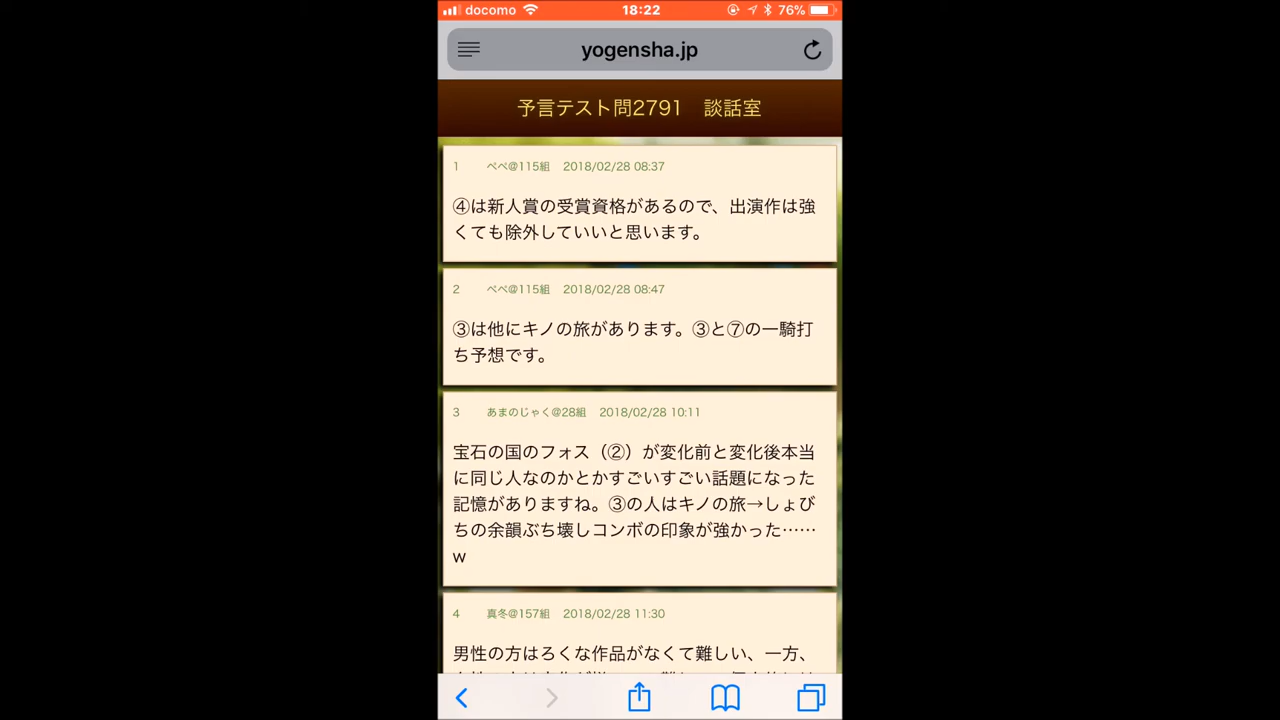 docomo 18:22 76%
yogensha.jp
予言テスト問2791　談話室
1 ぺぺ@115組 2018/02/28 08:37
④は新人賞の受賞資格があるので、出演作は強
くても除外していいと思います。
2 ぺぺ@115組 2018/02/28 08:47
③は他にキノの旅があります。③と⑦の一騎打
ち予想です。
3 あまのじゃく@28組 2018/02/28 10:11
宝石の国のフォス（②）が変化前と変化後本当
に同じ人なのかとかすごいすごい話題になった
記憶がありますね。③の人はキノの旅→しょび
ちの余韻ぶち壊しコンボの印象が強かった……
w
4 真冬@157組 2018/02/28 11:30
男性の方はろくな作品がなくて難しい、一方、